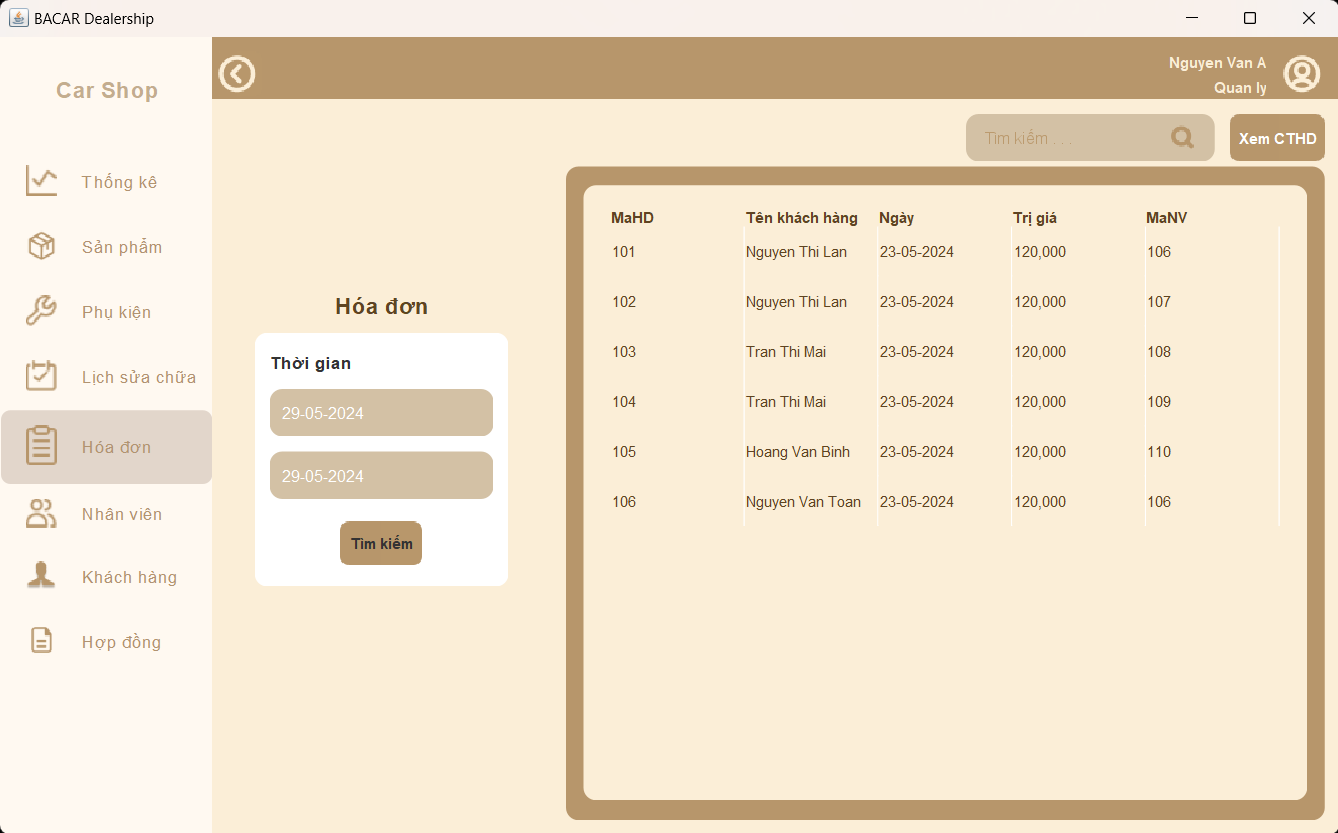 BACAR Dealership
Car Shop
Thống kê
Sản phẩm
Phụ kiện
Lịch sửa chữa
Hóa đơn
Nhân viên
Khách hàng
Hợp đồng
Nguyen Van A
Quan ly
Tìm kiếm . . .
Xem CTHD
Hóa đơn
Thời gian
29-05-2024
29-05-2024
Tìm kiếm
MaHD Tên khách hàng Ngày Trị giá MaNV
101 Nguyen Thi Lan 23-05-2024 120,000 106
102 Nguyen Thi Lan 23-05-2024 120,000 107
103 Tran Thi Mai 23-05-2024 120,000 108
104 Tran Thi Mai 23-05-2024 120,000 109
105 Hoang Van Binh 23-05-2024 120,000 110
106 Nguyen Van Toan 23-05-2024 120,000 106